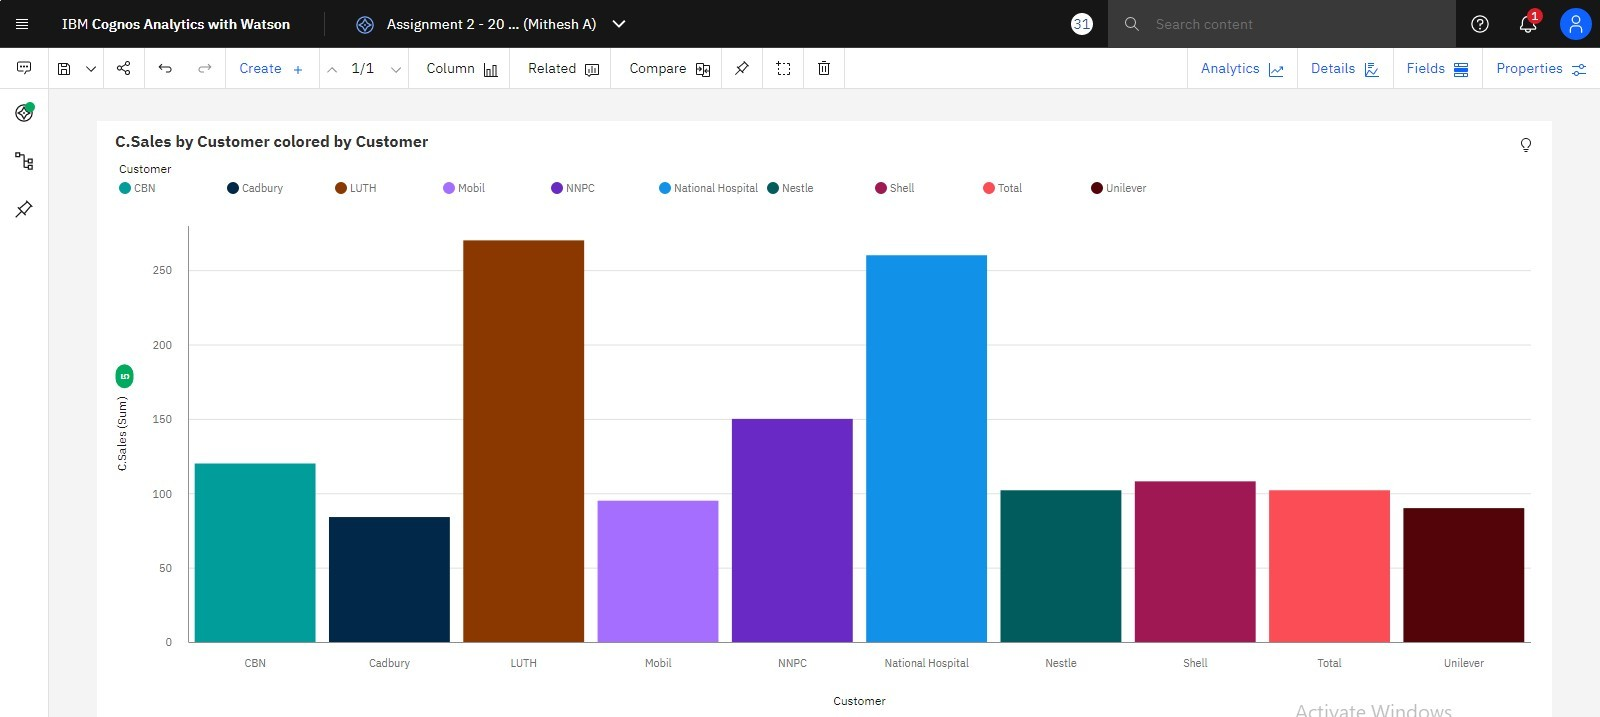 IBM Cognos Analytics with Watson
Assignment 2 - 20 ... (Mithesh A)
31
Search content
1
Create +
1/1
Column
Related
Compare
Analytics
Details
Fields
Properties
C.Sales by Customer colored by Customer
Customer
CBN
Cadbury
LUTH
Mobil
NNPC
National Hospital
Nestle
Shell
Total
Unilever
250
200
150
100
50
0
5
C.Sales (Sum)
CBN
Cadbury
LUTH
Mobil
NNPC
National Hospital
Nestle
Shell
Total
Unilever
Customer
Activate Windows